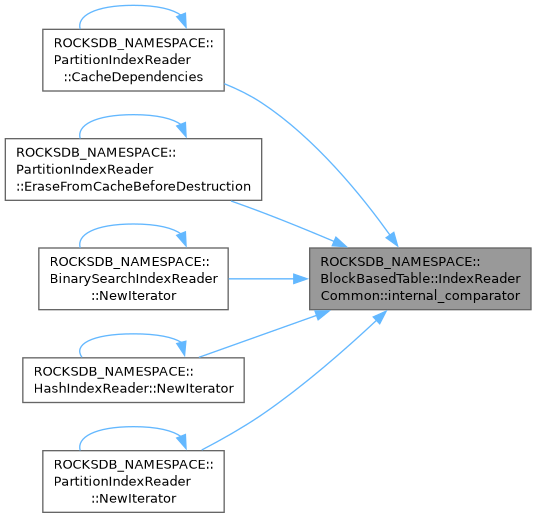 ROCKSDB_NAMESPACE::
PartitionIndexReader
::CacheDependencies
ROCKSDB_NAMESPACE::
PartitionIndexReader
::EraseFromCacheBeforeDestruction
ROCKSDB_NAMESPACE::
BinarySearchIndexReader
::NewIterator
ROCKSDB_NAMESPACE::
BlockBasedTable::IndexReader
Common::internal_comparator
ROCKSDB_NAMESPACE::
HashIndexReader::NewIterator
ROCKSDB_NAMESPACE::
PartitionIndexReader
::NewIterator